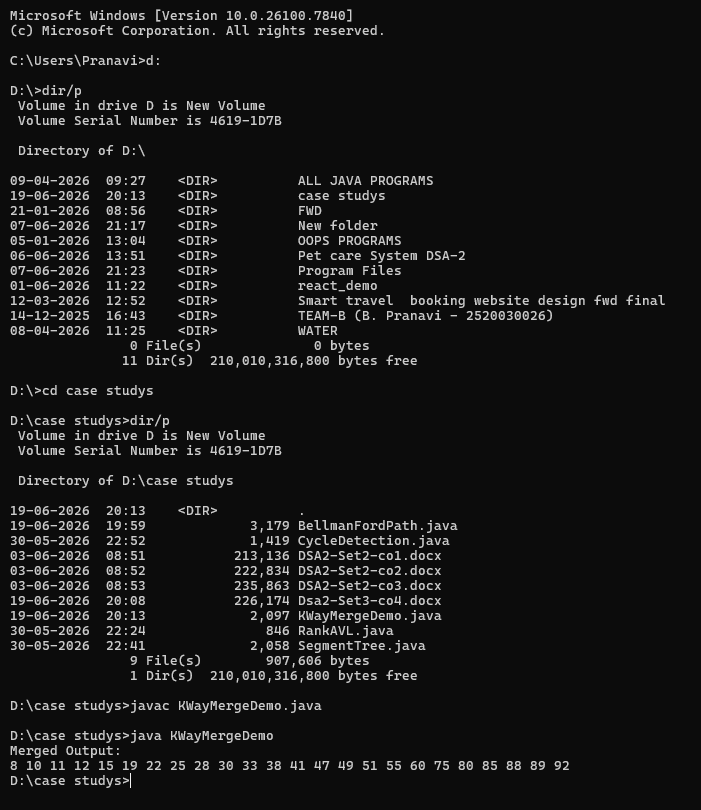 Microsoft Windows [Version 10.0.26100.7840]
(c) Microsoft Corporation. All rights reserved.
C:\Users\Pranavi>d:
D:\>dir/p
 Volume in drive D is New Volume
 Volume Serial Number is 4619-1D7B
 Directory of D:\
09-04-2026  09:27    <DIR>          ALL JAVA PROGRAMS
19-06-2026  20:13    <DIR>          case studys
21-01-2026  08:56    <DIR>          FWD
07-06-2026  21:17    <DIR>          New folder
05-01-2026  13:04    <DIR>          OOPS PROGRAMS
06-06-2026  13:51    <DIR>          Pet care System DSA-2
07-06-2026  21:23    <DIR>          Program Files
01-06-2026  11:22    <DIR>          react_demo
12-03-2026  12:52    <DIR>          Smart travel  booking website design fwd final
14-12-2025  16:43    <DIR>          TEAM-B (B. Pranavi - 2520030026)
08-04-2026  11:25    <DIR>          WATER
               0 File(s)              0 bytes
              11 Dir(s)  210,010,316,800 bytes free
D:\>cd case studys
D:\case studys>dir/p
 Volume in drive D is New Volume
 Volume Serial Number is 4619-1D7B
 Directory of D:\case studys
19-06-2026  20:13    <DIR>          .
19-06-2026  19:59             3,179 BellmanFordPath.java
30-05-2026  22:52             1,419 CycleDetection.java
03-06-2026  08:51           213,136 DSA2-Set2-co1.docx
03-06-2026  08:52           222,834 DSA2-Set2-co2.docx
03-06-2026  08:53           235,863 DSA2-Set2-co3.docx
19-06-2026  20:08           226,174 Dsa2-Set3-co4.docx
19-06-2026  20:13             2,097 KWayMergeDemo.java
30-05-2026  22:24               846 RankAVL.java
30-05-2026  22:41             2,058 SegmentTree.java
               9 File(s)        907,606 bytes
               1 Dir(s)  210,010,316,800 bytes free
D:\case studys>javac KWayMergeDemo.java
D:\case studys>java KWayMergeDemo
Merged Output:
8 10 11 12 15 19 22 25 28 30 33 38 41 47 49 51 55 60 75 80 85 88 89 92
D:\case studys>